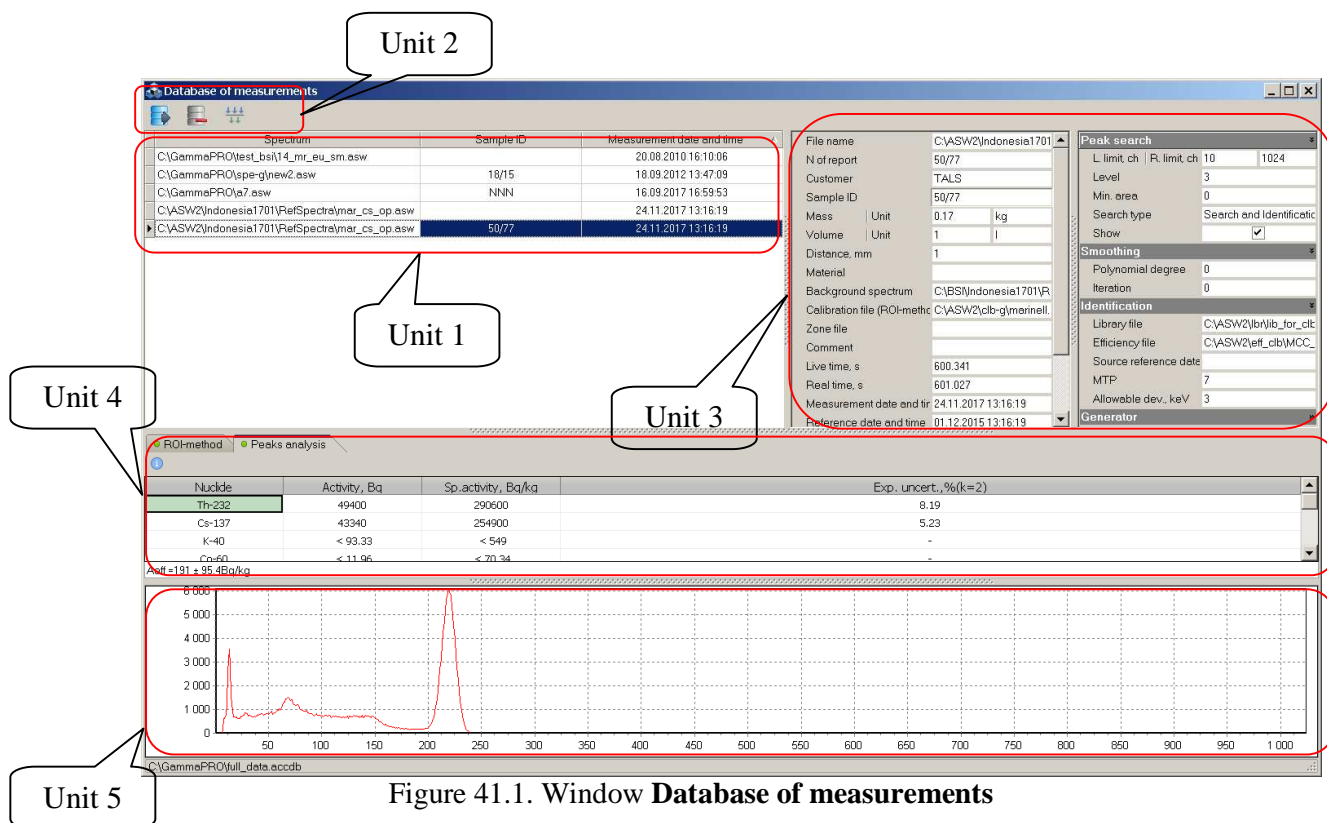 Unit 2
Database of measurements
Spectrum Sample ID Measurement date and time
C:\GammaPRO\test_bsi\14_mr_eu_sm.asw 20.08.2010 16:10:06
C:\GammaPRO\spe-g\new2.asw 18/15 18.09.2012 13:47:09
C:\GammaPRO\a7.asw NNN 16.09.2017 16:59:53
C:\ASW2\Indonesia1701\RefSpectra\mar_cs_op.asw 24.11.2017 13:16:19
C:\ASW2\Indonesia1701\RefSpectra\mar_cs_op.asw 50/77 24.11.2017 13:16:19
Unit 1
File name C:\ASW2\Indonesia1701
N of report 50/77
Customer TALS
Sample ID 50/77
Mass Unit 0.17 kg
Volume Unit 1 l
Distance, mm 1
Material
Background spectrum C:\BSI\Indonesia1701\R
Calibration file (ROI-methc C:\ASW2\clb-g\marinell.
Zone file
Comment
Live time, s 600.341
Real time, s 601.027
Measurement date and tir 24.11.2017 13:16:19
Reference date and time 01.12.2015 13:16:19
Unit 3
Peak search
L. limit, ch R. limit, ch 10 1024
Level 3
Min. area 0
Search type Search and Identificatic
Show
Smoothing
Polynomial degree 0
Iteration 0
Identification
Library file C:\ASW2\lbr\lib_for_clb
Efficiency file C:\ASW2\eff_clb\MCC_
Source reference date
MTP 7
Allowable dev., keV 3
Generator
Unit 4
ROI-method Peaks analysis
Nuclide Activity, Bq Sp.activity, Bq/kg Exp. uncert.,%(k=2)
Th-232 49400 290600 8.19
Cs-137 43340 254900 5.23
K-40 < 93.33 < 549 -
Co-60 < 11.96 < 70.34 -
Aeff =191 ± 95.4Bq/kg
6 000
5 000
4 000
3 000
2 000
1 000
0
50 100 150 200 250 300 350 400 450 500 550 600 650 700 750 800 850 900 950 1 000
C:\GammaPRO\full_data.accdb
Unit 5
Figure 41.1. Window Database of measurements